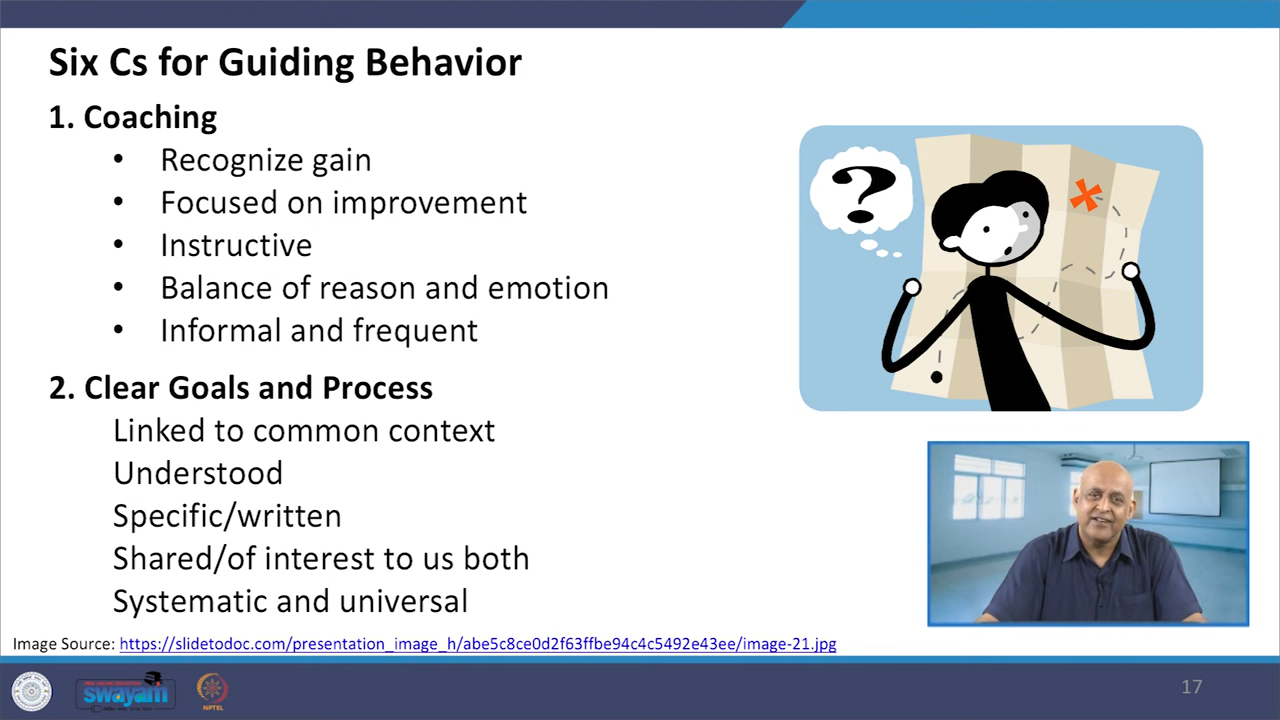 Six Cs for Guiding Behavior
1. Coaching
• Recognize gain
• Focused on improvement
• Instructive
• Balance of reason and emotion
• Informal and frequent
2. Clear Goals and Process
Linked to common context
Understood
Specific/written
Shared/of interest to us both
Systematic and universal
?
Image Source: https://slidetodoc.com/presentation_image_h/abe5c8ce0d2f63ffbe94c4c5492e43ee/image-21.jpg
swayam
NPTEL
17